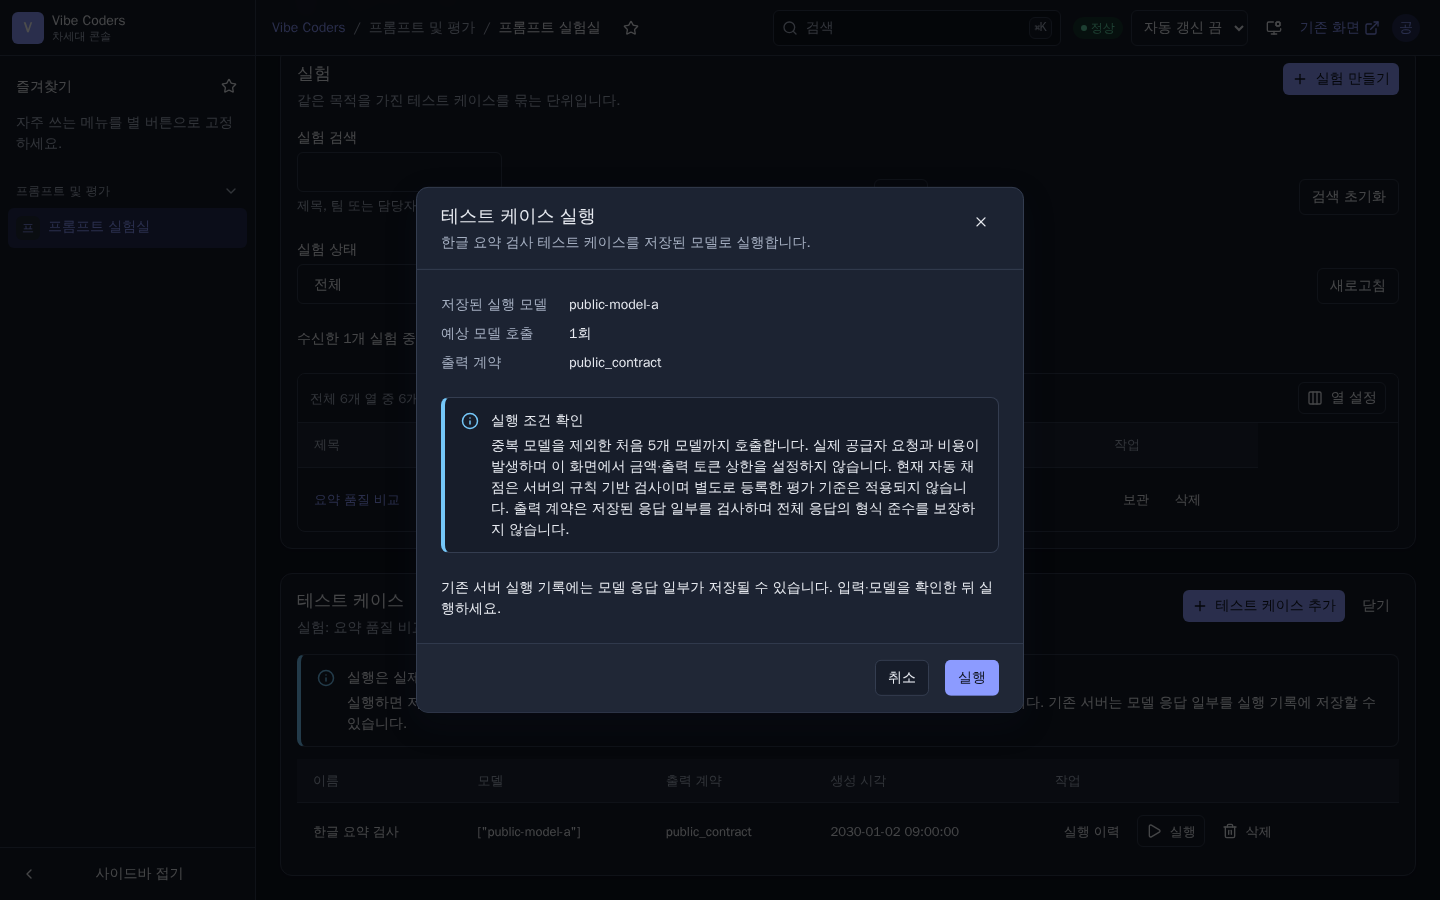 V
Vibe Coders
차세대 콘솔
Vibe Coders / 프롬프트 및 평가 / 프롬프트 실험실
검색
⌘K
정상
자동 갱신 끔
기존 화면
공
즐겨찾기
자주 쓰는 메뉴를 별 버튼으로 고정
하세요.
프롬프트 및 평가
프
프롬프트 실험실
사이드바 접기
실험
같은 목적을 가진 테스트 케이스를 묶는 단위입니다.
실험 만들기
실험 검색
제목, 팀 또는 담당자
검색 초기화
실험 상태
전체
새로고침
수신한 1개 실험 중
전체 6개 열 중 6개
열 설정
제목
작업
요약 품질 비교
보관
삭제
테스트 케이스 실행
한글 요약 검사 테스트 케이스를 저장된 모델로 실행합니다.
저장된 실행 모델
public-model-a
예상 모델 호출
1회
출력 계약
public_contract
실행 조건 확인
중복 모델을 제외한 처음 5개 모델까지 호출합니다. 실제 공급자 요청과 비용이
발생하며 이 화면에서 금액·출력 토큰 상한을 설정하지 않습니다. 현재 자동 채
점은 서버의 규칙 기반 검사이며 별도로 등록한 평가 기준은 적용되지 않습니
다. 출력 계약은 저장된 응답 일부를 검사하며 전체 응답의 형식 준수를 보장하
지 않습니다.
기존 서버 실행 기록에는 모델 응답 일부가 저장될 수 있습니다. 입력·모델을 확인한 뒤 실
행하세요.
취소
실행
테스트 케이스
실험: 요약 품질 비교
테스트 케이스 추가
닫기
실행은 실제
실행하면 저
다. 기존 서버는 모델 응답 일부를 실행 기록에 저장할 수
있습니다.
이름
모델
출력 계약
생성 시각
작업
한글 요약 검사
["public-model-a"]
public_contract
2030-01-02 09:00:00
실행 이력
실행
삭제